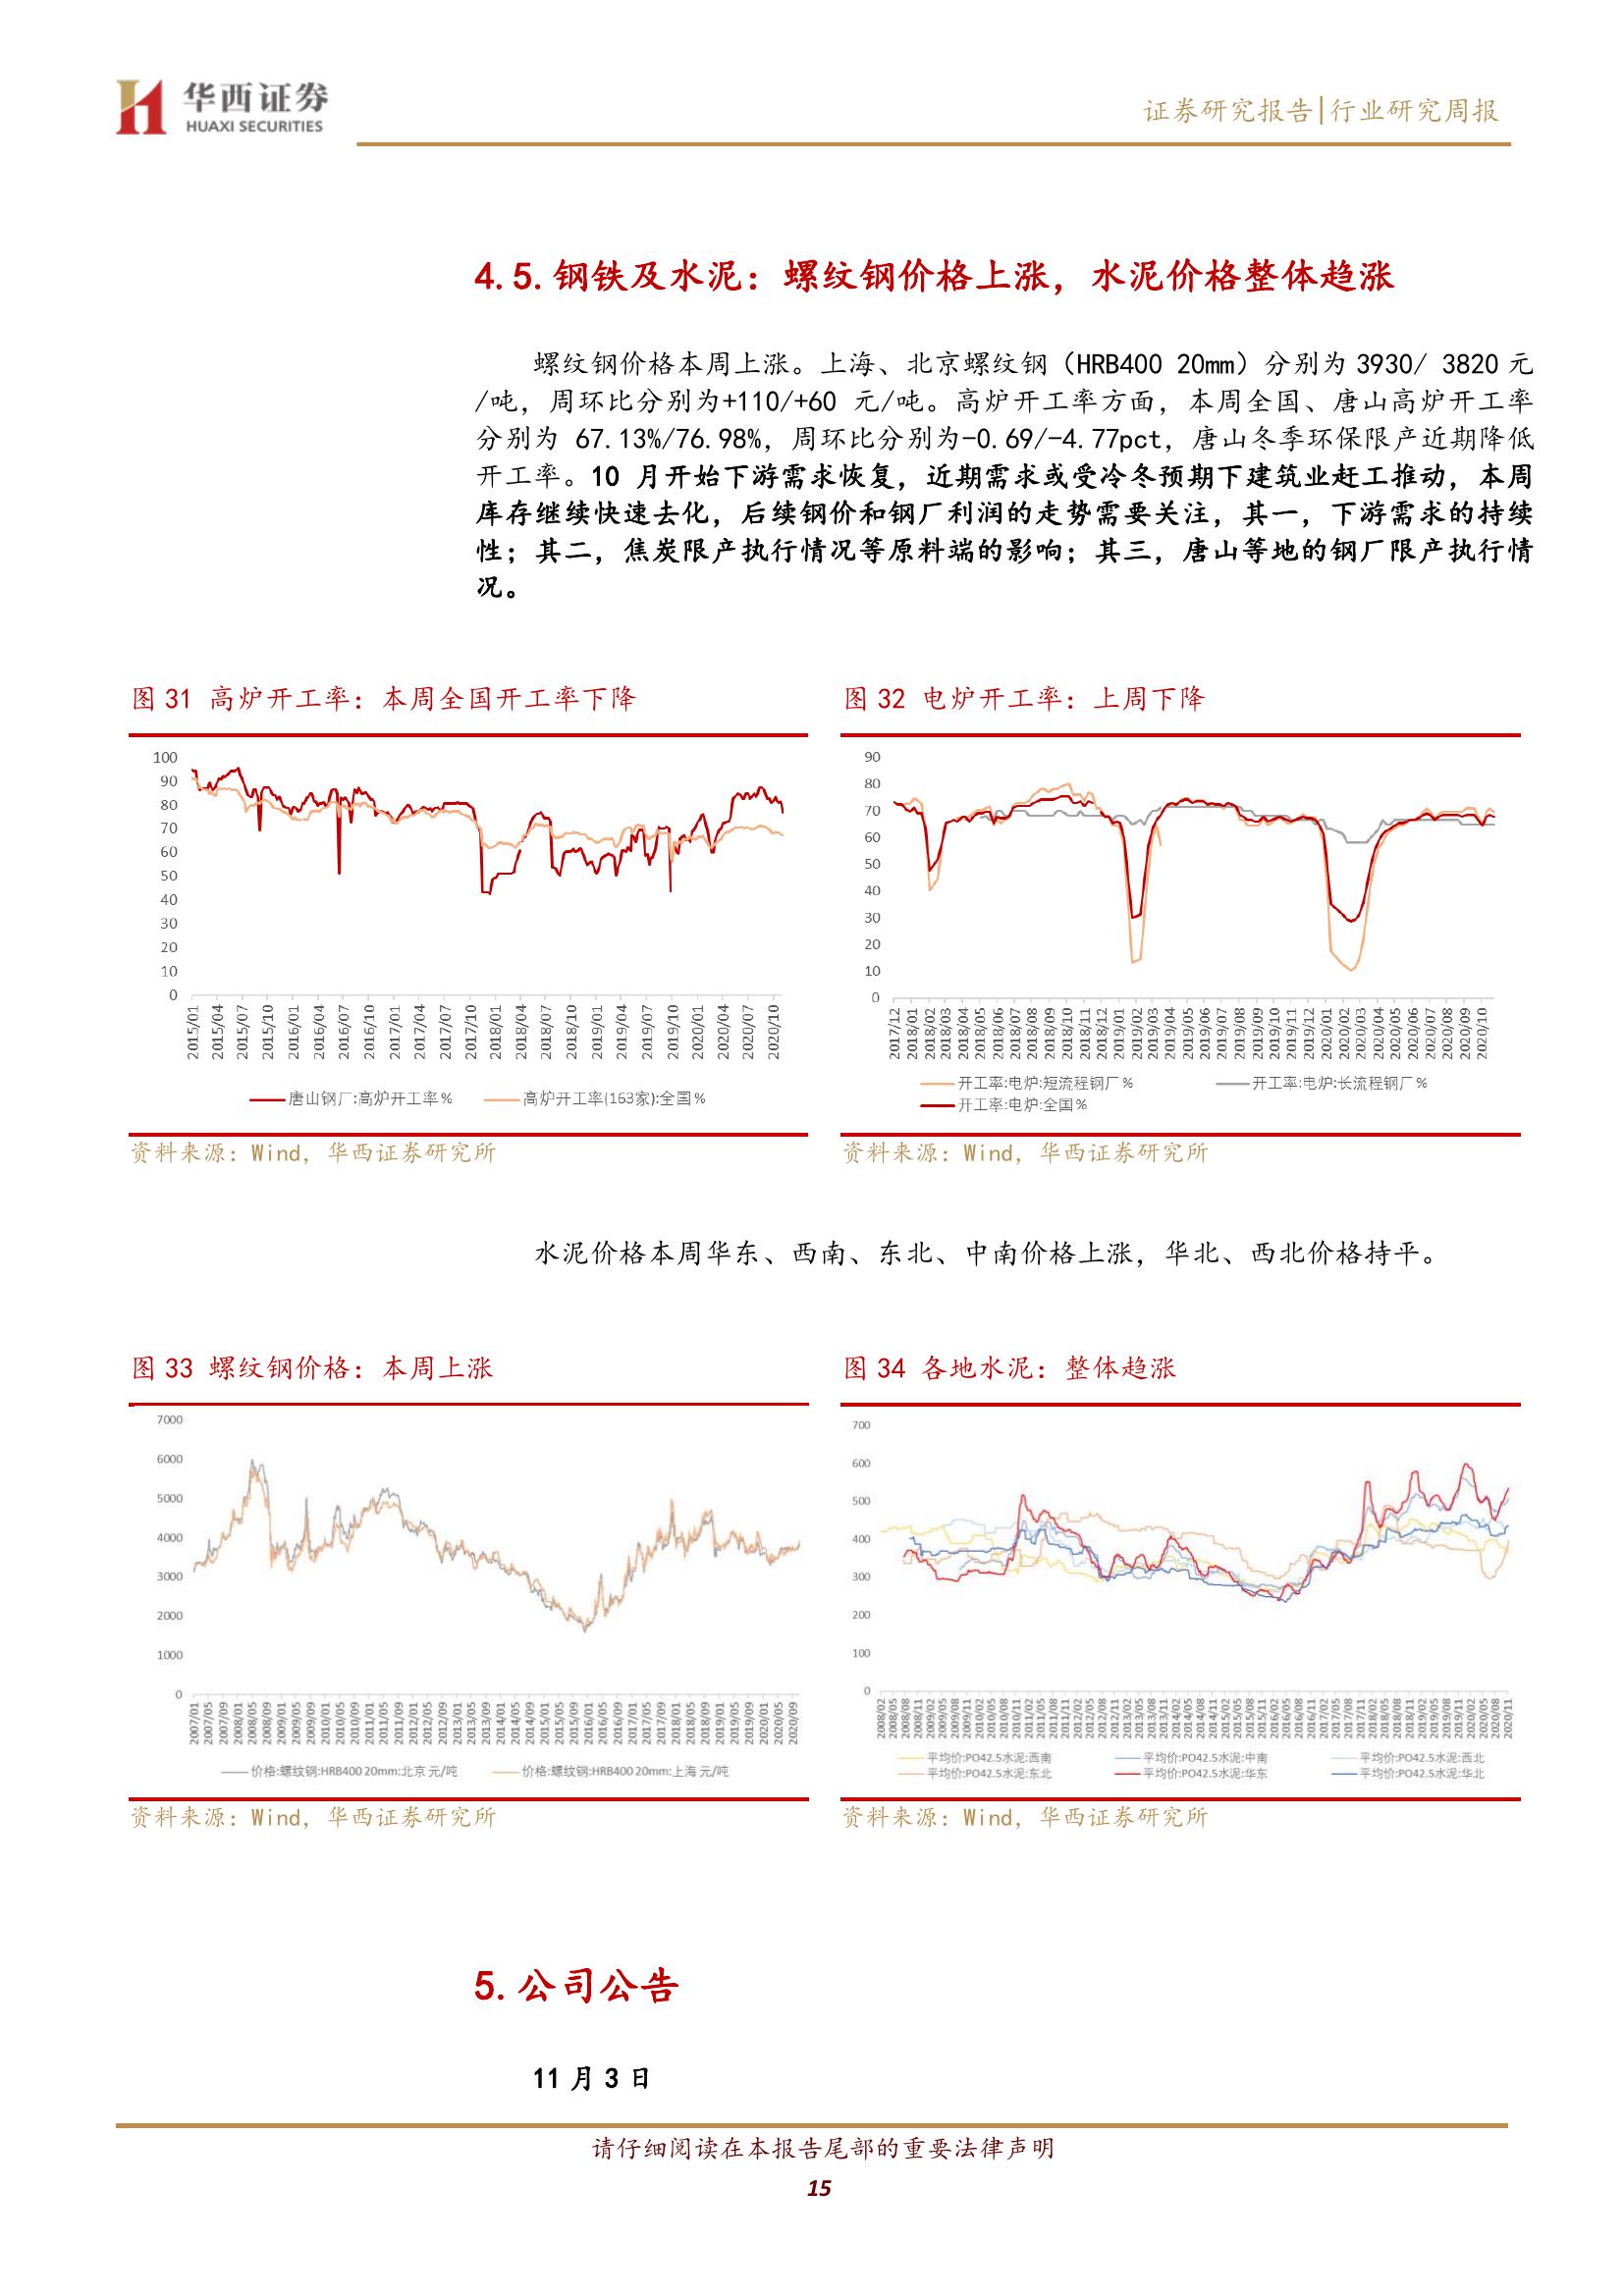 华西证券
HUAXI SECURITIES
证券研究报告|行业研究周报
4.5.钢铁及水泥：螺纹钢价格上涨，水泥价格整体趋涨
螺纹钢价格本周上涨。上海、北京螺纹钢（HRB400 20mm）分别为 3930/ 3820 元
/吨，周环比分别为+110/+60 元/吨。高炉开工率方面，本周全国、唐山高炉开工率
分别为 67.13%/76.98%，周环比分别为-0.69/-4.77pct，唐山冬季环保限产近期降低
开工率。10 月开始下游需求恢复，近期需求或受冷冬预期下建筑业赶工推动，本周
库存继续快速去化，后续钢价和钢厂利润的走势需要关注，其一，下游需求的持续
性；其二，焦炭限产执行情况等原料端的影响；其三，唐山等地的钢厂限产执行情
况。
图 31 高炉开工率：本周全国开工率下降
100
90
80
70
60
50
40
30
20
10
0
2015/01 2015/04 2015/07 2015/10 2016/01 2016/04 2016/07 2016/10 2017/01 2017/04 2017/07 2017/10 2018/01 2018/04 2018/07 2018/10 2019/01 2019/04 2019/07 2019/10 2020/01 2020/04 2020/07 2020/10
唐山钢厂:高炉开工率 % 高炉开工率(163家):全国 %
资料来源：Wind，华西证券研究所
图 32 电炉开工率：上周下降
90
80
70
60
50
40
30
20
10
0
2017/12 2018/01 2018/02 2018/03 2018/04 2018/05 2018/06 2018/07 2018/08 2018/09 2018/10 2018/11 2018/12 2019/01 2019/02 2019/03 2019/04 2019/05 2019/06 2019/07 2019/08 2019/09 2019/10 2019/11 2019/12 2020/01 2020/02 2020/03 2020/04 2020/05 2020/06 2020/07 2020/08 2020/09 2020/10
开工率:电炉:短流程钢厂 % 开工率:电炉:长流程钢厂 %
开工率:电炉:全国 %
资料来源：Wind，华西证券研究所
水泥价格本周华东、西南、东北、中南价格上涨，华北、西北价格持平。
图 33 螺纹钢价格：本周上涨
7000
6000
5000
4000
3000
2000
1000
0
2007/01 2007/05 2007/09 2008/01 2008/05 2008/09 2009/01 2009/05 2009/09 2010/01 2010/05 2010/09 2011/01 2011/05 2011/09 2012/01 2012/05 2012/09 2013/01 2013/05 2013/09 2014/01 2014/05 2014/09 2015/01 2015/05 2015/09 2016/01 2016/05 2016/09 2017/01 2017/05 2017/09 2018/01 2018/05 2018/09 2019/01 2019/05 2019/09 2020/01 2020/05 2020/09
价格:螺纹钢:HRB400 20mm:北京 元/吨 价格:螺纹钢:HRB400 20mm:上海 元/吨
资料来源：Wind，华西证券研究所
图 34 各地水泥：整体趋涨
700
600
500
400
300
200
100
0
2008/02 2008/05 2008/08 2008/11 2009/02 2009/05 2009/08 2009/11 2010/02 2010/05 2010/08 2010/11 2011/02 2011/05 2011/08 2011/11 2012/02 2012/05 2012/08 2012/11 2013/02 2013/05 2013/08 2013/11 2014/02 2014/05 2014/08 2014/11 2015/02 2015/05 2015/08 2015/11 2016/02 2016/05 2016/08 2016/11 2017/02 2017/05 2017/08 2017/11 2018/02 2018/05 2018/08 2018/11 2019/02 2019/05 2019/08 2019/11 2020/02 2020/05 2020/08 2020/11
平均价:PO42.5水泥:西南 平均价:PO42.5水泥:中南 平均价:PO42.5水泥:西北
平均价:PO42.5水泥:东北 平均价:PO42.5水泥:华东 平均价:PO42.5水泥:华北
资料来源：Wind，华西证券研究所
5.公司公告
11 月 3 日
请仔细阅读在本报告尾部的重要法律声明
15